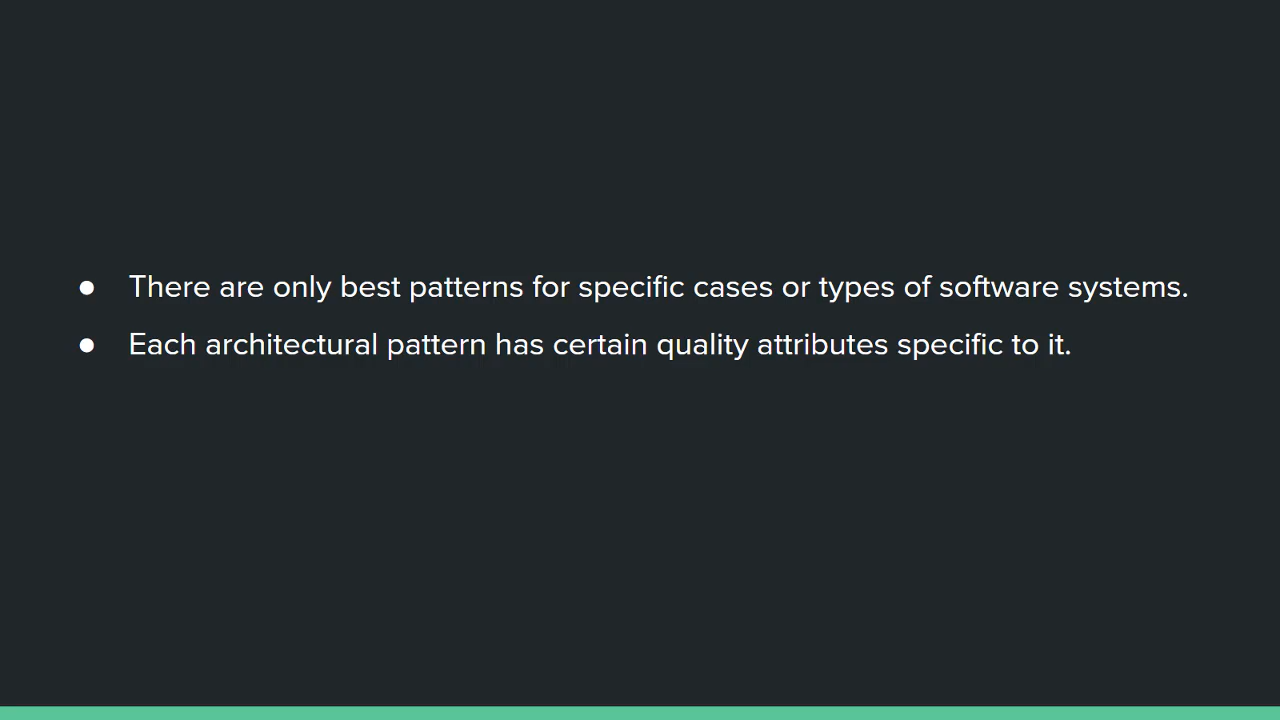 ● There are only best patterns for specific cases or types of software systems.
● Each architectural pattern has certain quality attributes specific to it.